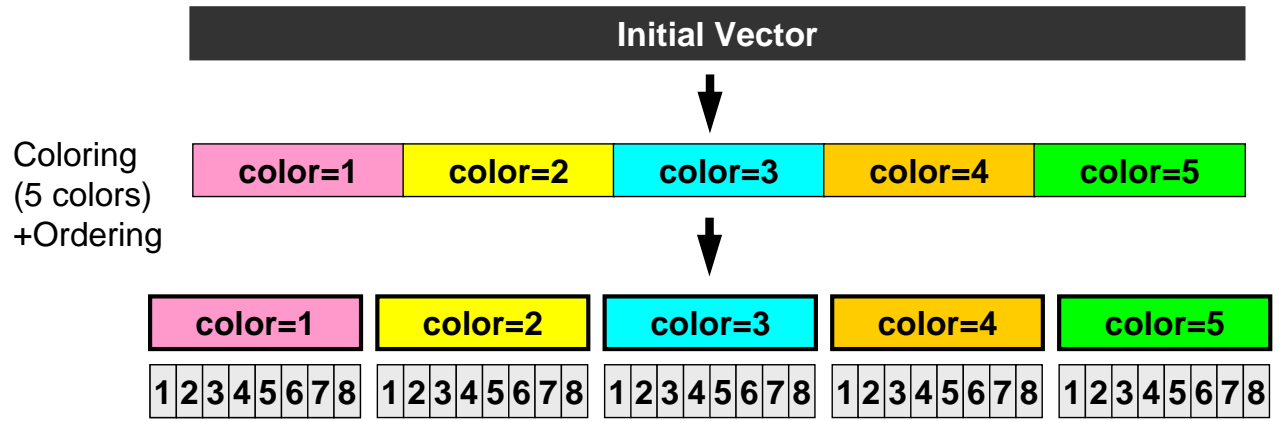 Initial Vector
Coloring
(5 colors)
+Ordering
color=1 color=2 color=3 color=4 color=5
color=1 color=2 color=3 color=4 color=5
1 2 3 4 5 6 7 8 1 2 3 4 5 6 7 8 1 2 3 4 5 6 7 8 1 2 3 4 5 6 7 8 1 2 3 4 5 6 7 8